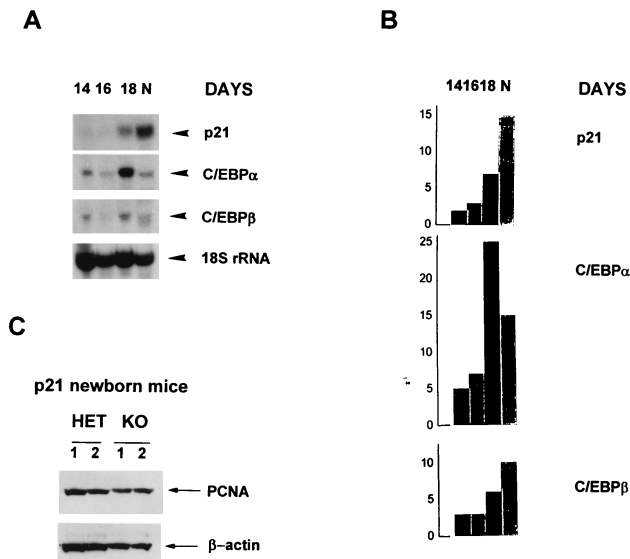 A
14 16 18 N DAYS
p21
C/EBPα
C/EBPβ
18S rRNA
B
141618 N DAYS
15
10
5
0
p21
25
20
15
10
5
0
C/EBPα
10
5
0
C/EBPβ
C
p21 newborn mice
HET KO
1 2 1 2
PCNA
β-actin